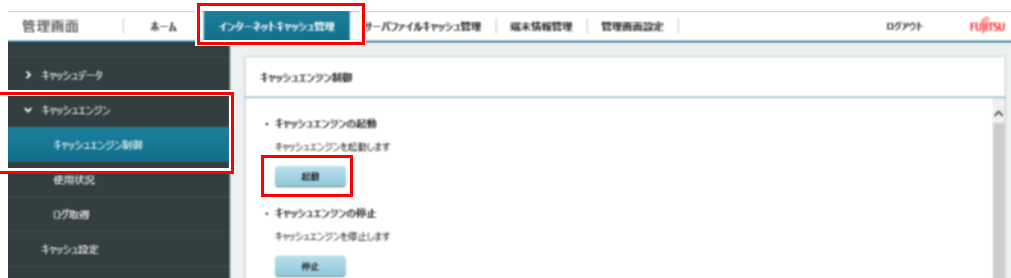 管理画面
ホーム
インターネットキャッシュ管理
サーバファイルキャッシュ管理
端末情報管理
管理画面設定
ログアウト
FUJITSU
キャッシュデータ
キャッシュエンジン
キャッシュエンジン制御
使用状況
ログ取得
キャッシュ設定
キャッシュエンジン制御
・ キャッシュエンジンの起動
キャッシュエンジンを起動します
起動
・ キャッシュエンジンの停止
キャッシュエンジンを停止します
停止